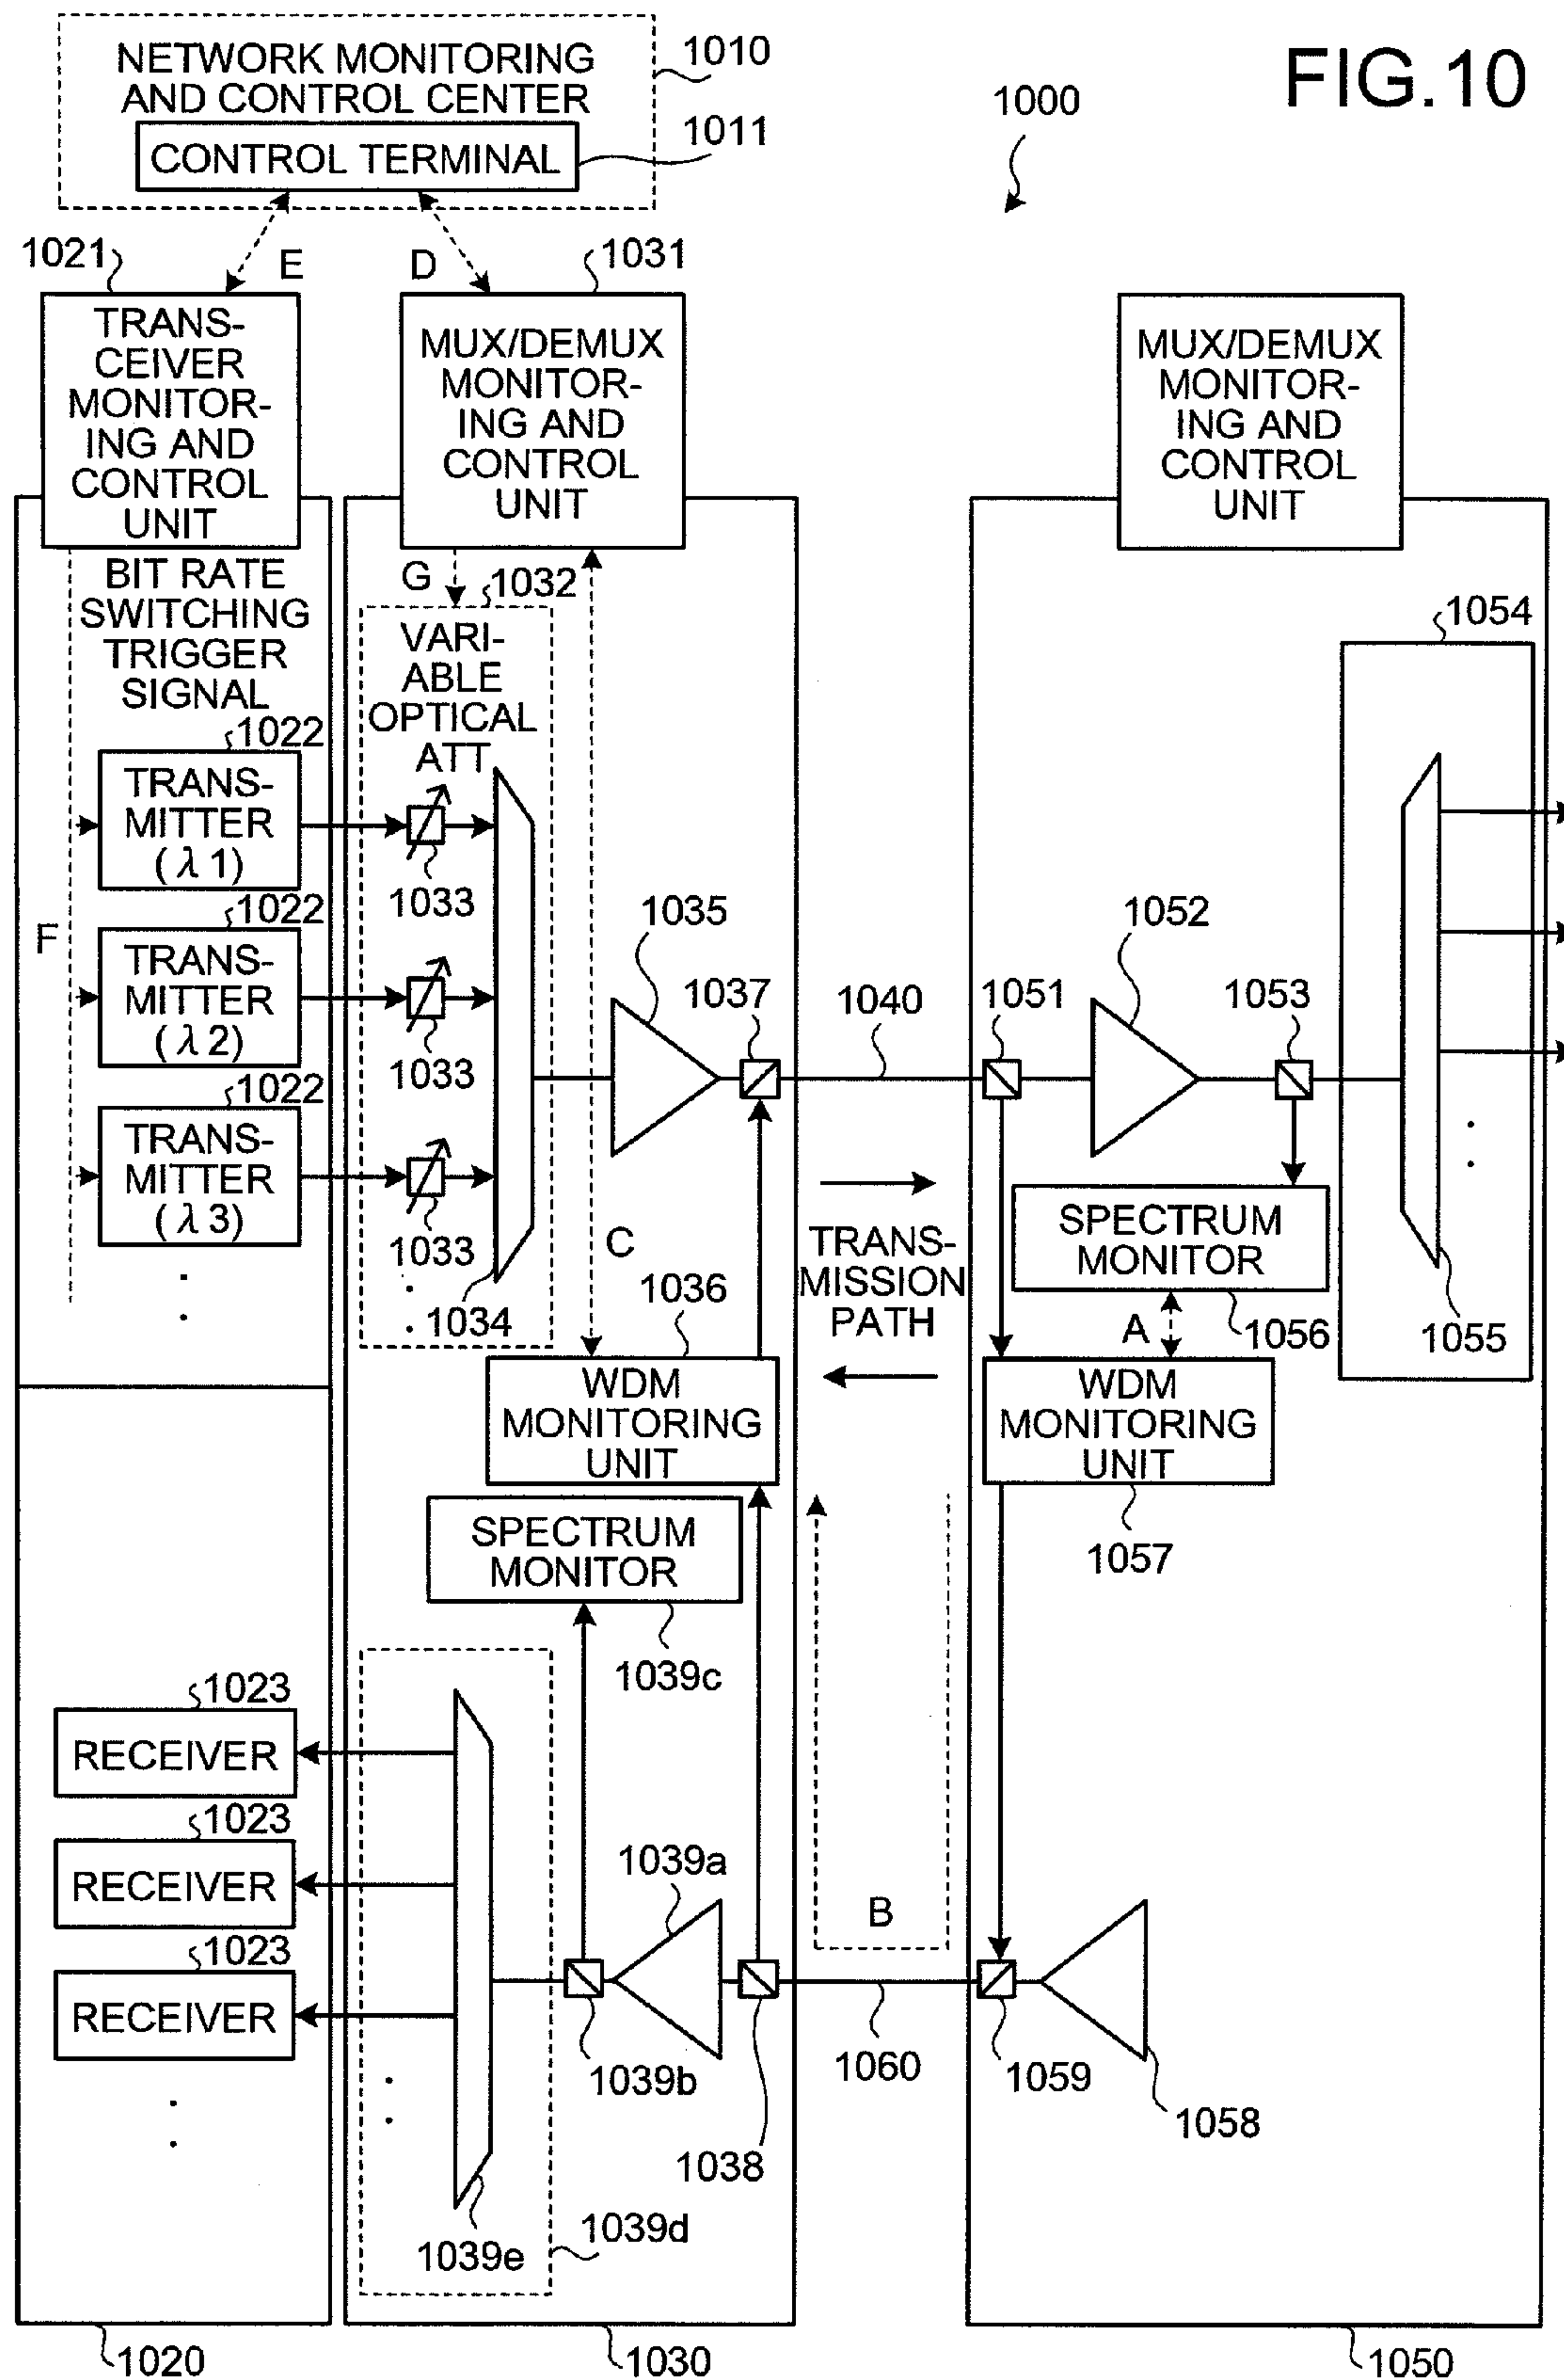 FIG.10
1000
NETWORK MONITORING
AND CONTROL CENTER
1010
CONTROL TERMINAL
1011
E
D
1021
TRANS-
CEIVER
MONITOR-
ING AND
CONTROL
UNIT
1031
MUX/DEMUX
MONITOR-
ING AND
CONTROL
UNIT
MUX/DEMUX
MONITOR-
ING AND
CONTROL
UNIT
BIT RATE
SWITCHING
TRIGGER
SIGNAL
F
1022
TRANS-
MITTER
(λ1)
1022
TRANS-
MITTER
(λ2)
1022
TRANS-
MITTER
(λ3)
G
1032
VARI-
ABLE
OPTICAL
ATT
1033
1033
1033
1034
1035
1037
C
1036
WDM
MONITORING
UNIT
SPECTRUM
MONITOR
1039c
1040
TRANS-
MISSION
PATH
B
1060
1051
1052
1053
1054
1055
SPECTRUM
MONITOR
1056
A
WDM
MONITORING
UNIT
1057
1023
RECEIVER
1023
RECEIVER
1023
RECEIVER
1039a
1039b
1038
1039d
1039e
1059
1058
1020
1030
1050